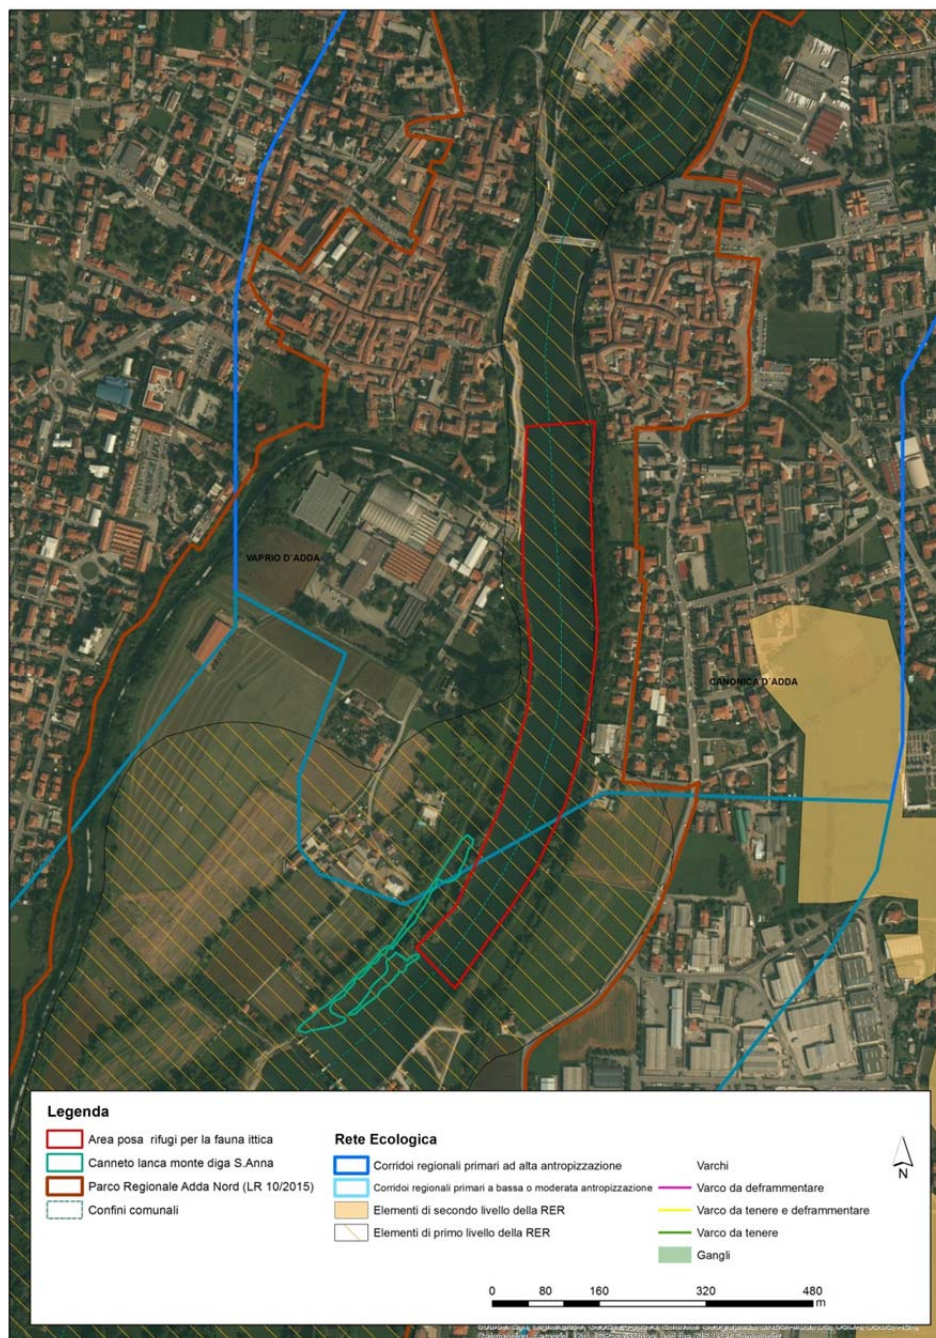 VAPRIO D'ADDA
CANONICA D'ADDA
Legenda
Area posa rifugi per la fauna ittica
Canneto lanca monte diga S.Anna
Parco Regionale Adda Nord (LR 10/2015)
Confini comunali
Rete Ecologica
Corridoi regionali primari ad alta antropizzazione
Corridoi regionali primari a bassa o moderata antropizzazione
Elementi di secondo livello della RER
Elementi di primo livello della RER
Varchi
Varco da deframmentare
Varco da tenere e deframmentare
Varco da tenere
Gangli
N
0 80 160 320 480
m